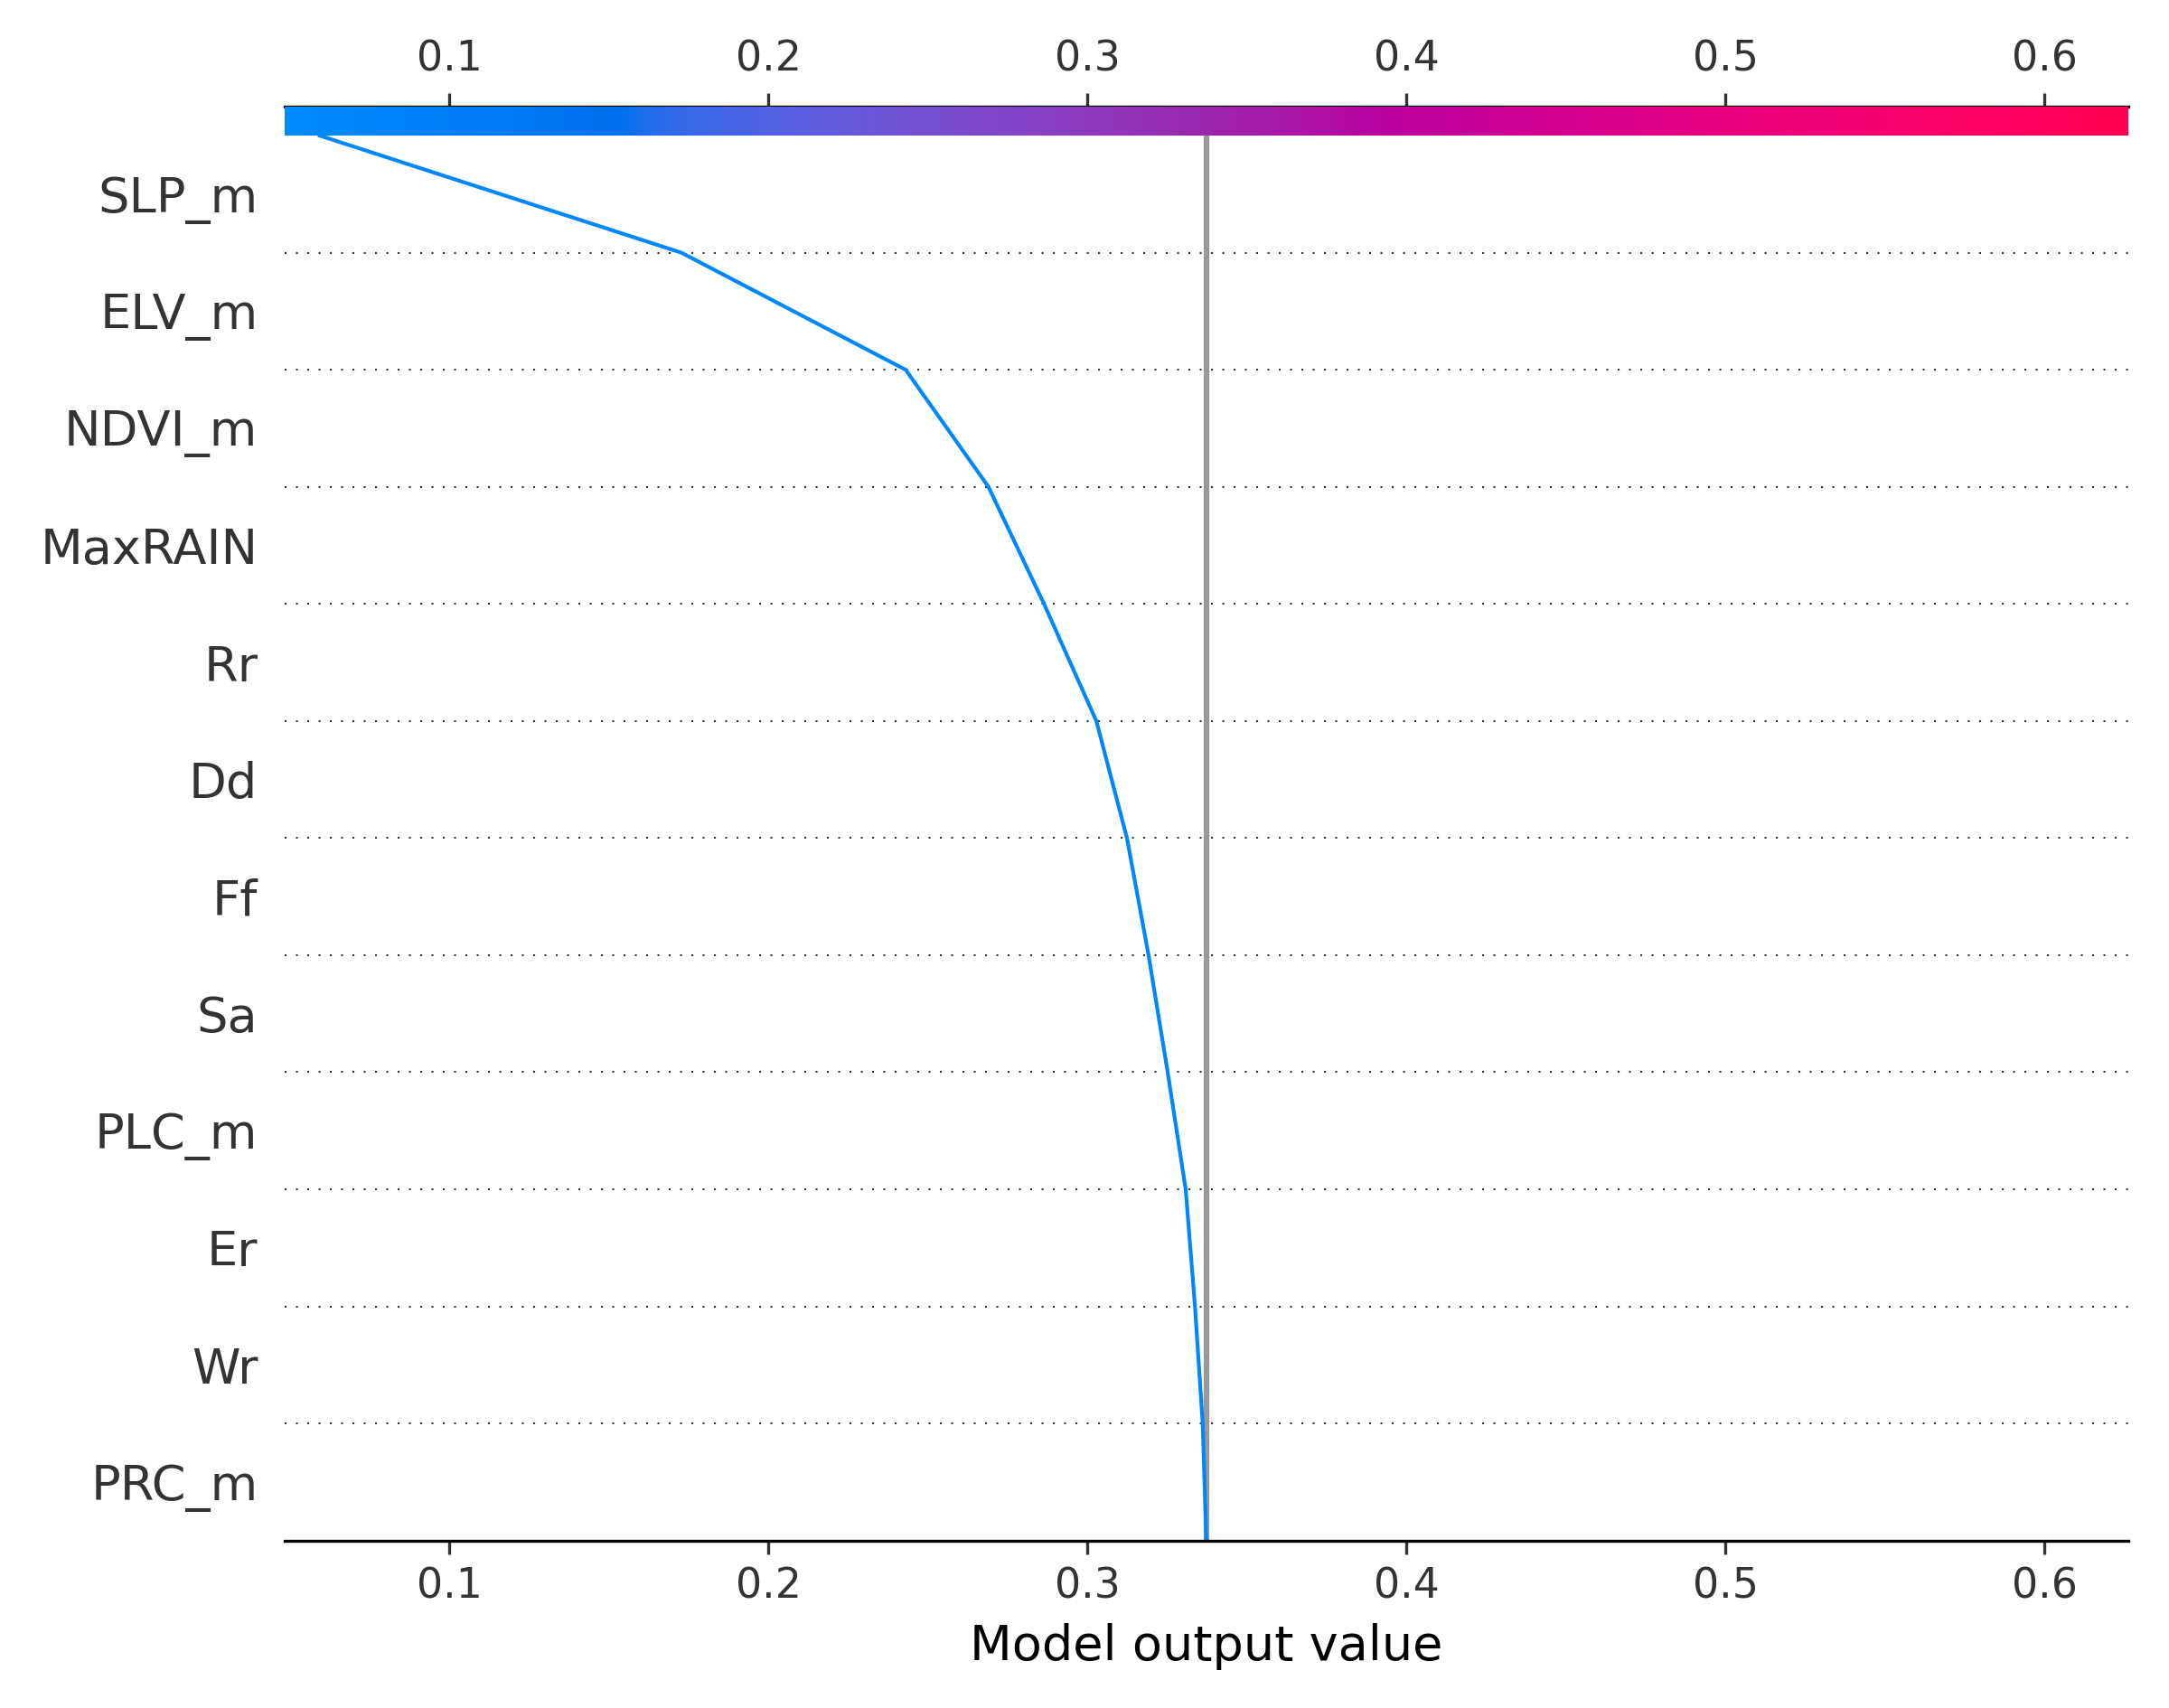 0.1 0.2 0.3 0.4 0.5 0.6
SLP_m
ELV_m
NDVI_m
MaxRAIN
Rr
Dd
Ff
Sa
PLC_m
Er
Wr
PRC_m
0.1 0.2 0.3 0.4 0.5 0.6
Model output value